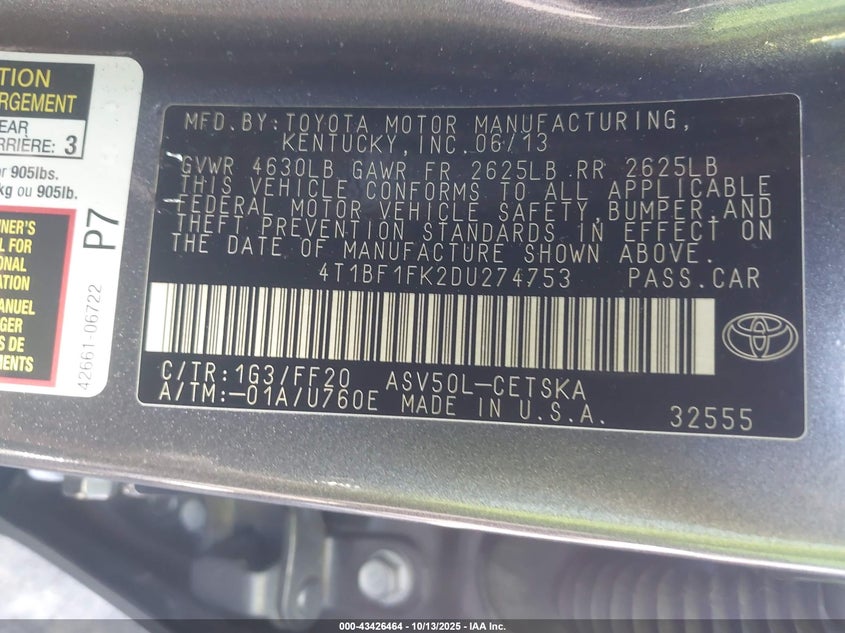 TION
RGEMENT
EAR
ARRIÈRE: 3
r 905lbs.
kg ou 905lb.
P7
NER'S
L FOR
ONAL
ATION
MANUEL
GER
S DE
MENTS
42661-06722
MFD.BY:TOYOTA MOTOR MANUFACTURING,
KENTUCKY, INC. 06/13
GVWR 4630LB GAWR FR 2625LB RR 2625LB
THIS VEHICLE CONFORMS TO ALL APPLICABLE
FEDERAL MOTOR VEHICLE SAFETY,BUMPER,AND
THEFT PREVENTION STANDARDS IN EFFECT ON
THE DATE OF MANUFACTURE SHOWN ABOVE.
4T1BF1FK2DU274753 PASS.CAR
C/TR:1G3/FF20 ASV50L-CETSKA
A/TM:-01A/U760E MADE IN U.S.A. 32555
000-43426464 | 10/13/2025 - IAA Inc.